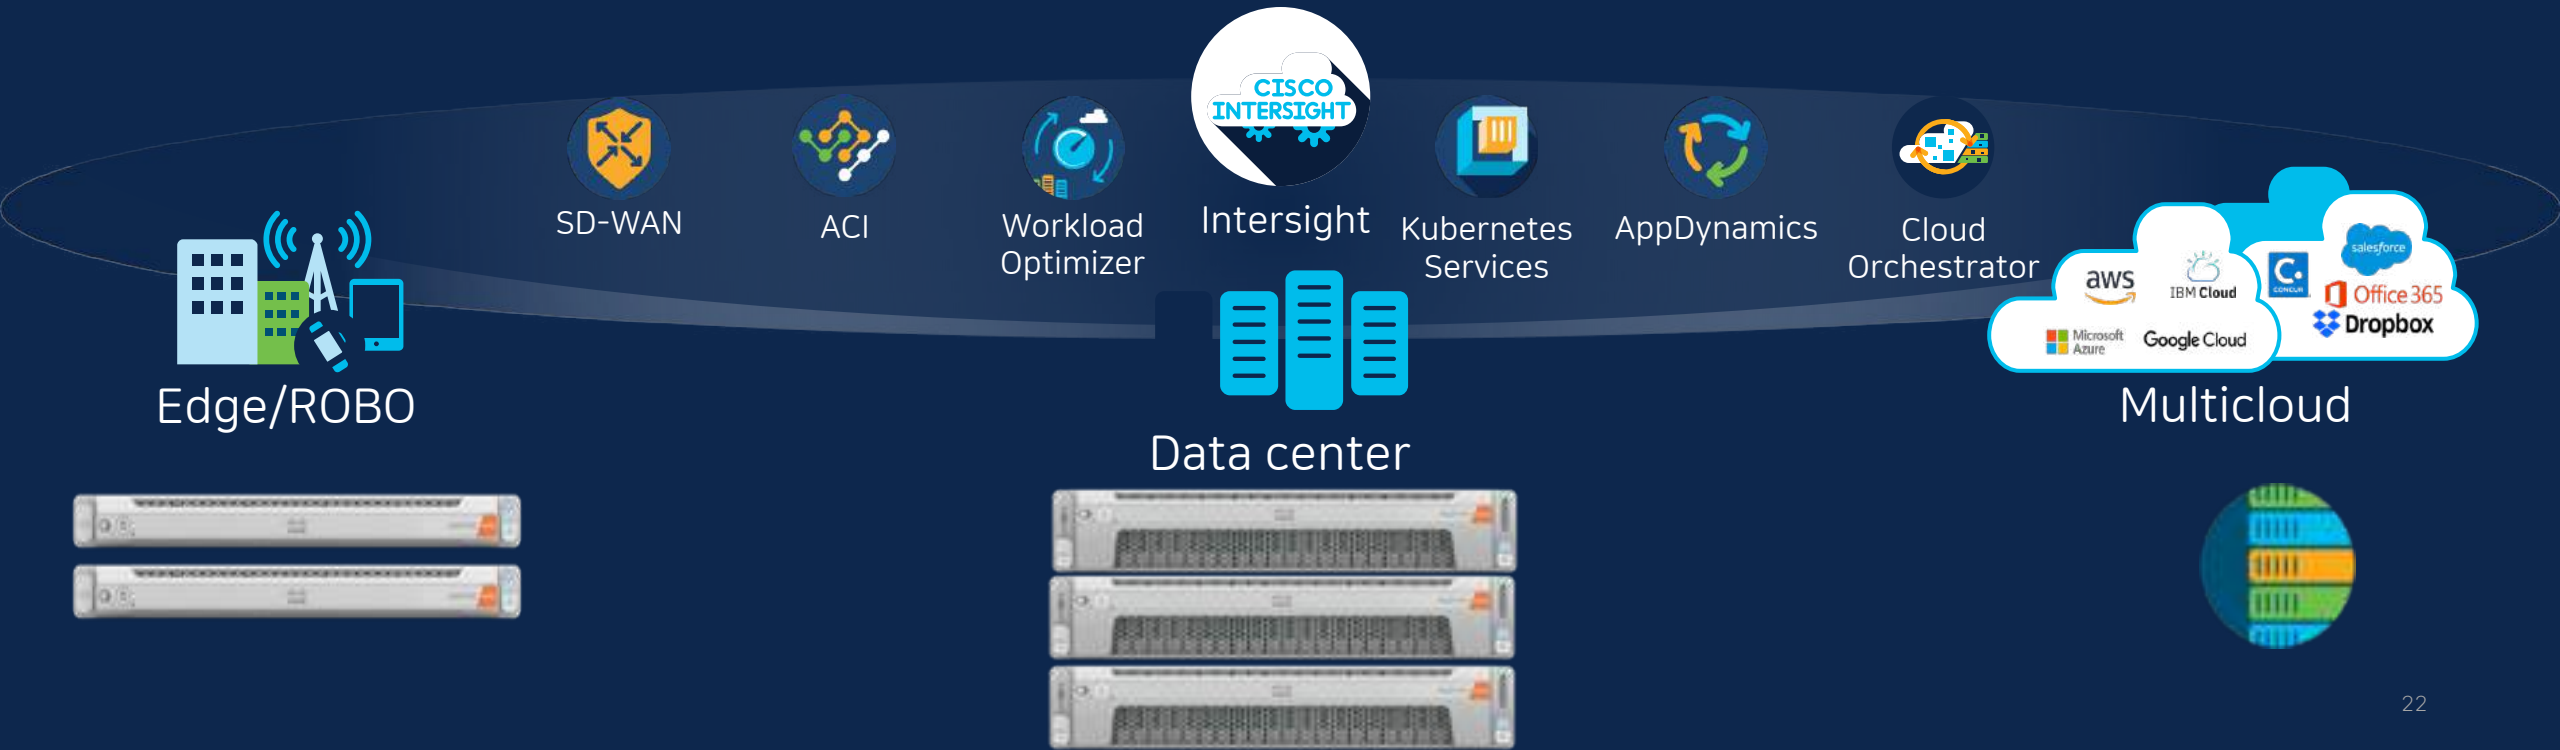 CISCO
INTERSIGHT
SD-WAN
ACI
Workload
Optimizer
Intersight
Kubernetes
Services
AppDynamics
Cloud
Orchestrator
aws
IBM Cloud
Microsoft
Azure
Google Cloud
C.
CONCUR
salesforce
Office 365
Dropbox
Edge/ROBO
Data center
Multicloud
22